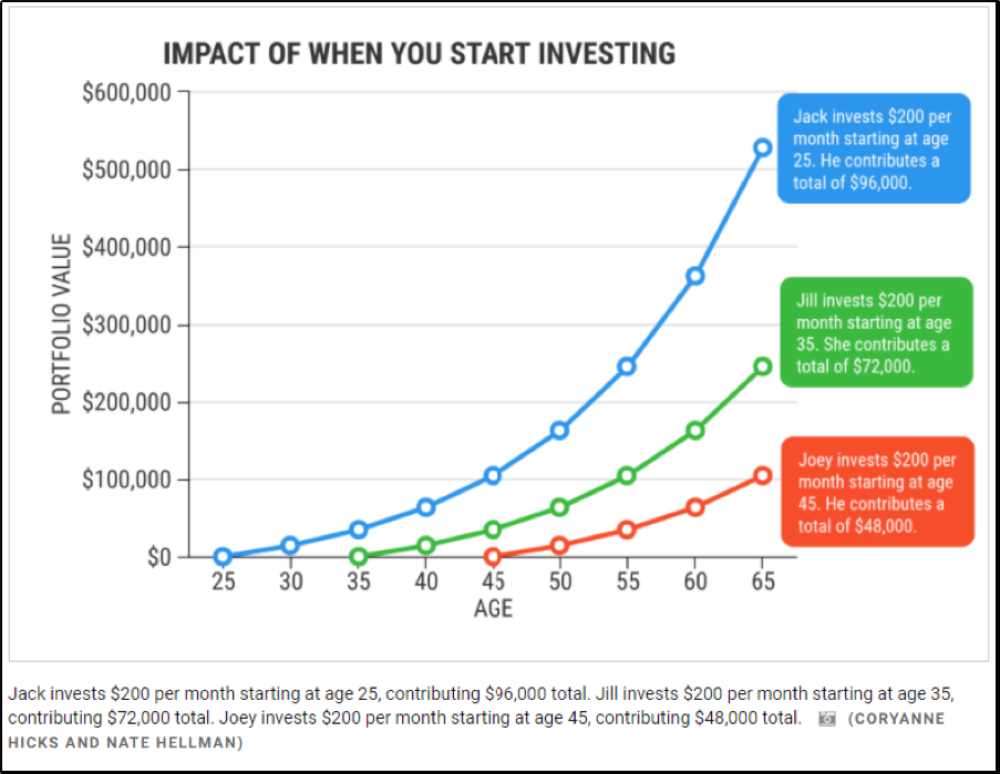 IMPACT OF WHEN YOU START INVESTING
PORTFOLIO VALUE
$600,000
$500,000
$400,000
$300,000
$200,000
$100,000
$0
25 30 35 40 45 50 55 60 65
AGE
Jack invests $200 per
month starting at age
25. He contributes a
total of $96,000.
Jill invests $200 per
month starting at age
35. She contributes a
total of $72,000.
Joey invests $200 per
month starting at age
45. He contributes a
total of $48,000.
Jack invests $200 per month starting at age 25, contributing $96,000 total. Jill invests $200 per month starting at age 35,
contributing $72,000 total. Joey invests $200 per month starting at age 45, contributing $48,000 total. (CORYANNE
HICKS AND NATE HELLMAN)